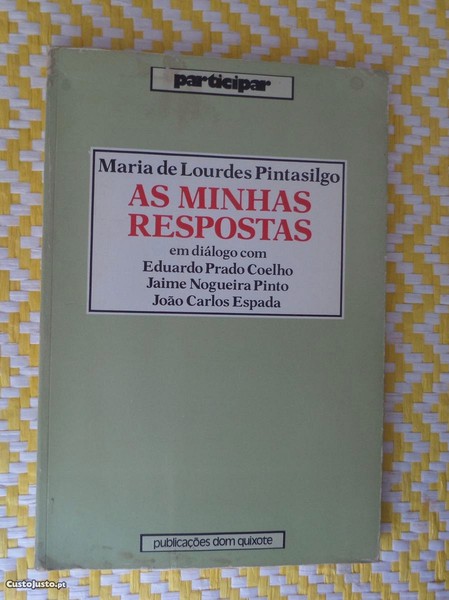 participar
Maria de Lourdes Pintasilgo
AS MINHAS
RESPOSTAS
em diálogo com
Eduardo Prado Coelho
Jaime Nogueira Pinto
João Carlos Espada
publicações dom quixote
CustoJusto.pt